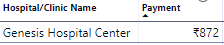 Hospital/Clinic Name Payment
Genesis Hospital Center ₹872